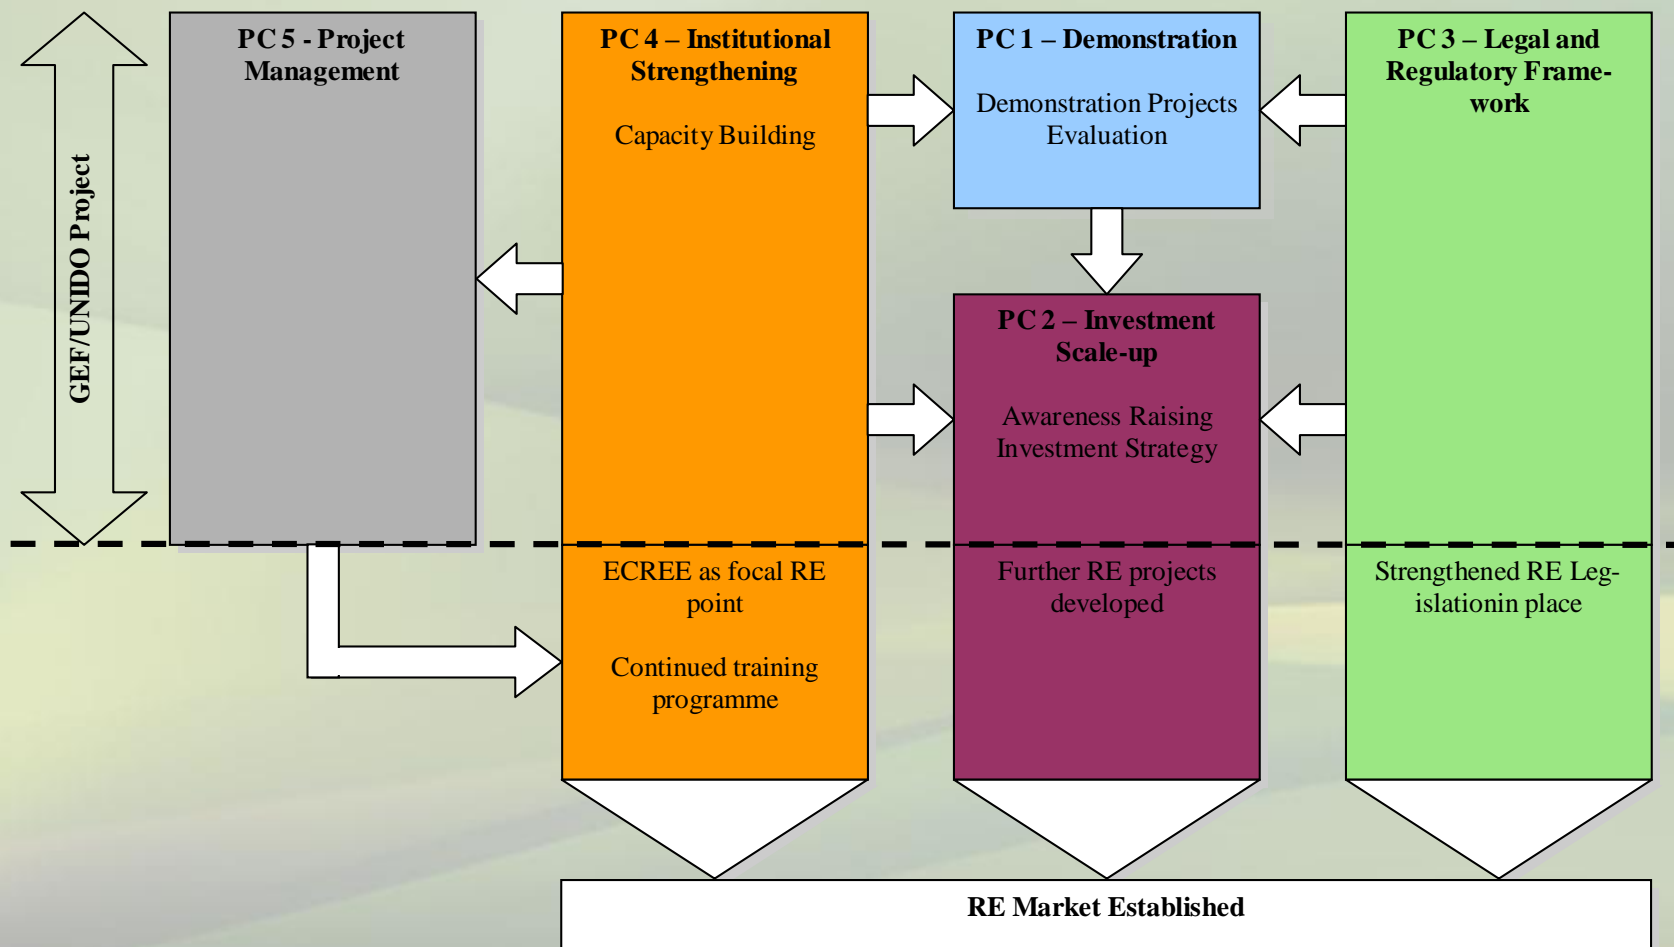 GEF/UNIDO Project
PC 5 - Project
Management
PC 4 – Institutional
Strengthening
Capacity Building
ECREE as focal RE
point
Continued training
programme
PC 1 – Demonstration
Demonstration Projects
Evaluation
PC 2 – Investment
Scale-up
Awareness Raising
Investment Strategy
Further RE projects
developed
PC 3 – Legal and
Regulatory Frame-
work
Strengthened RE Leg-
islationin place
RE Market Established